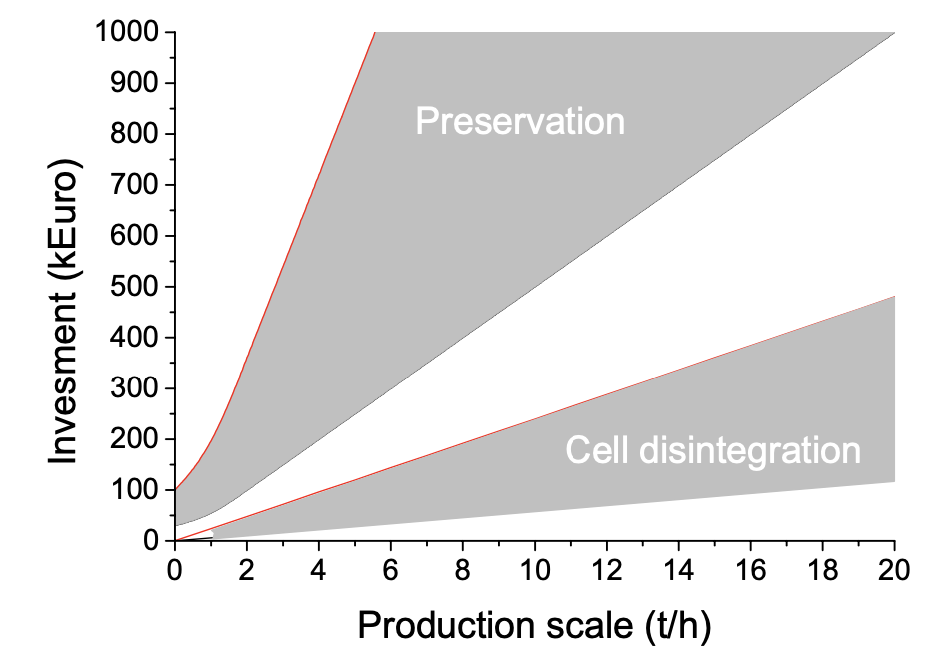 1000
900
800
700
600
500
400
300
200
100
0
Invesment (kEuro)
Preservation
Cell disintegration
0 2 4 6 8 10 12 14 16 18 20
Production scale (t/h)